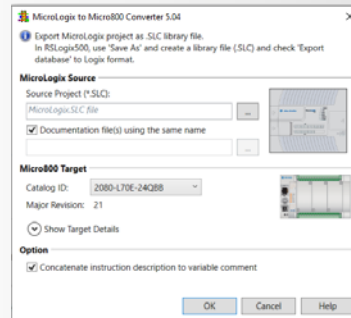 MicroLogix to Micro800 Converter 5.04
Export MicroLogix project as .SLC library file.
In RSLogix500, use 'Save As' and create a library file (.SLC) and check 'Export
database' to Logix format.
MicroLogix Source
Source Project (*.SLC):
MicroLogix.SLC file
...
Documentation file(s) using the same name
...
Micro800 Target
Catalog ID: 2080-L70E-24QBB
Major Revision: 21
Show Target Details
Option
Concatenate instruction description to variable comment
OK Cancel Help